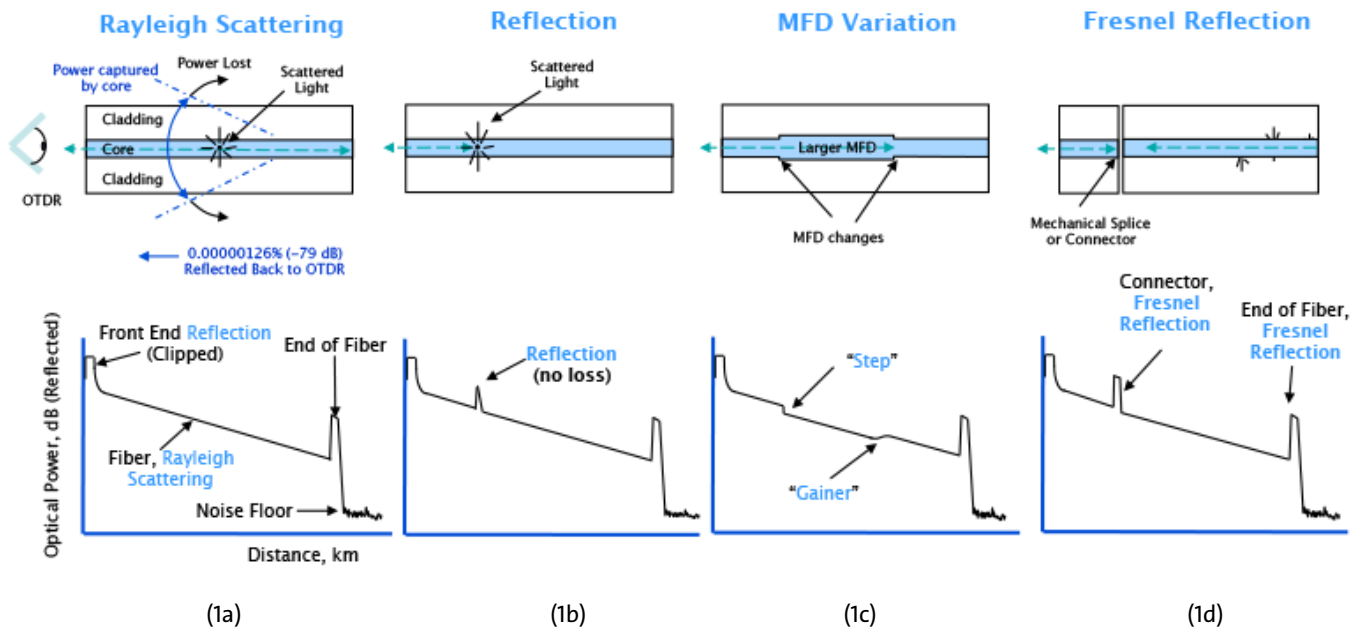 Rayleigh Scattering
Reflection
MFD Variation
Fresnel Reflection
Power captured
by core
Power Lost
Scattered
Light
Cladding
Core
Cladding
OTDR
0.00000126% (-79 dB)
Reflected Back to OTDR
Scattered
Light
Larger MFD
MFD changes
Mechanical Splice
or Connector
Optical Power, dB (Reflected)
Front End Reflection
(Clipped)
End of Fiber
Fiber, Rayleigh
Scattering
Noise Floor
Distance, km
Reflection
(no loss)
"Step"
"Gainer"
Connector,
Fresnel
Reflection
End of Fiber,
Fresnel
Reflection
(1a)
(1b)
(1c)
(1d)